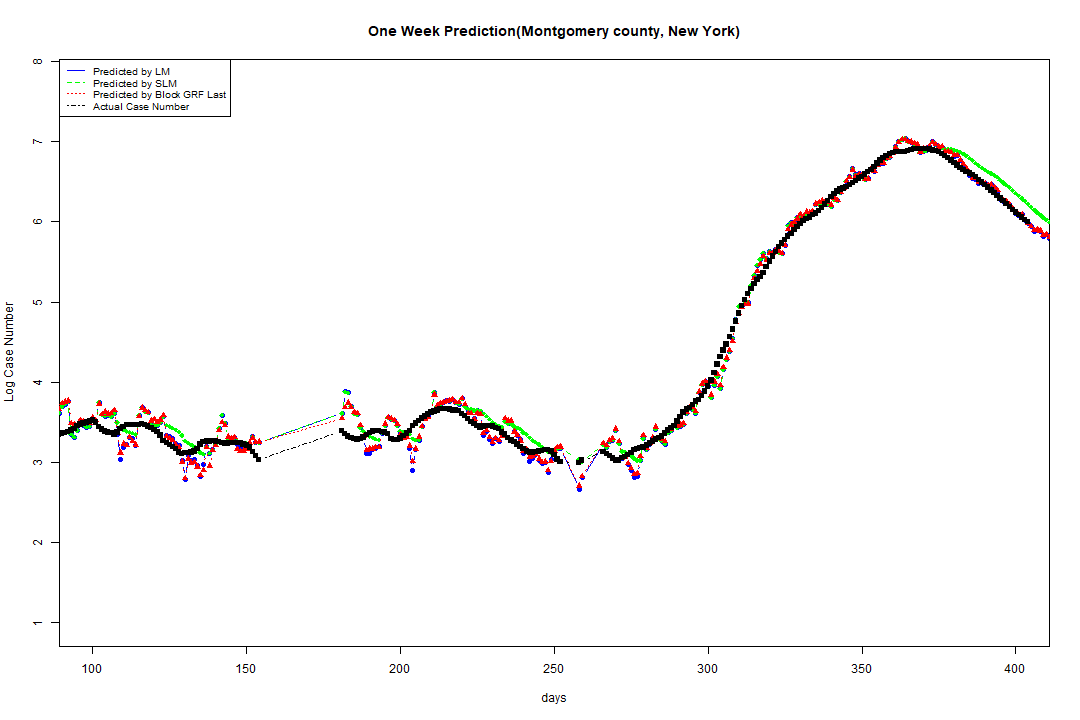 One Week Prediction(Montgomery county, New York)
Predicted by LM
Predicted by SLM
Predicted by Block GRF Last
Actual Case Number
8
7
6
5
4
3
2
1
Log Case Number
100 150 200 250 300 350 400
days